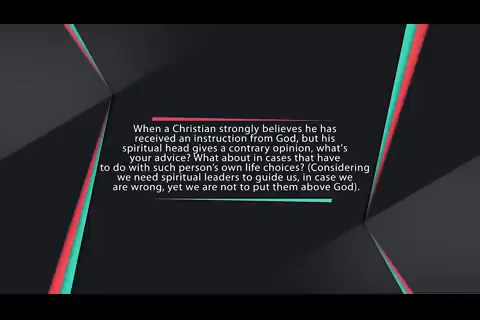 When a Christian strongly believes he has
received an instruction from God, but his
spiritual head gives a contrary opinion, what's
your advice? What about in cases that have
to do with such person's own life choices? (Considering
we need spiritual leaders to guide us, in case we
are wrong, yet we are not to put them above God).